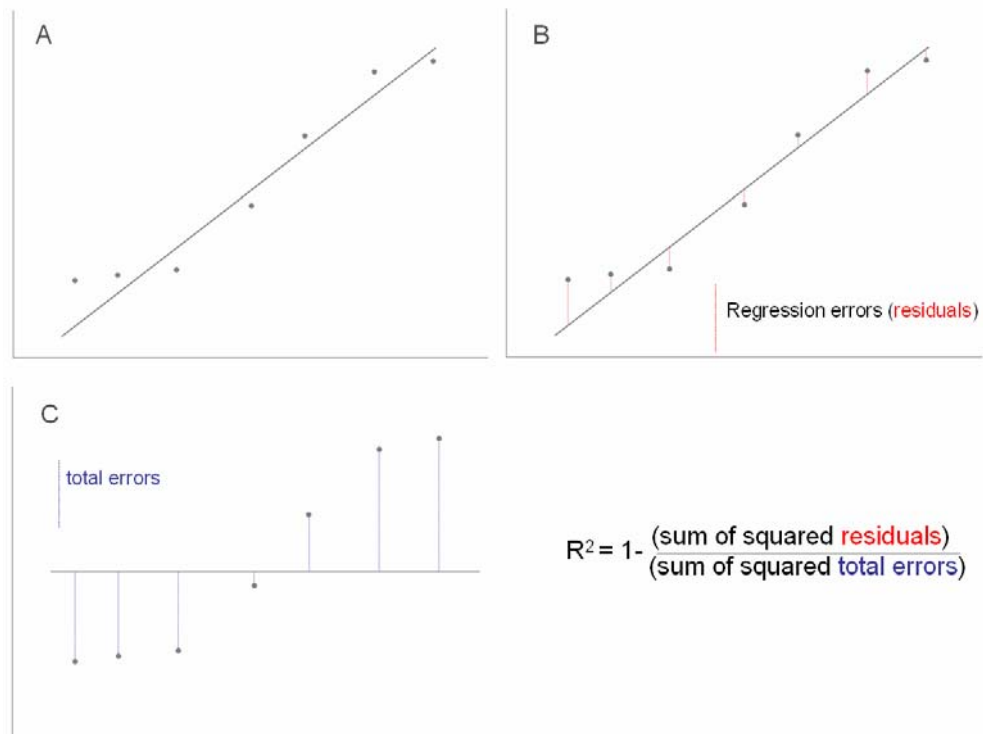 A
B
Regression errors (residuals)
C
total errors
R² = 1- (sum of squared residuals)
(sum of squared total errors)